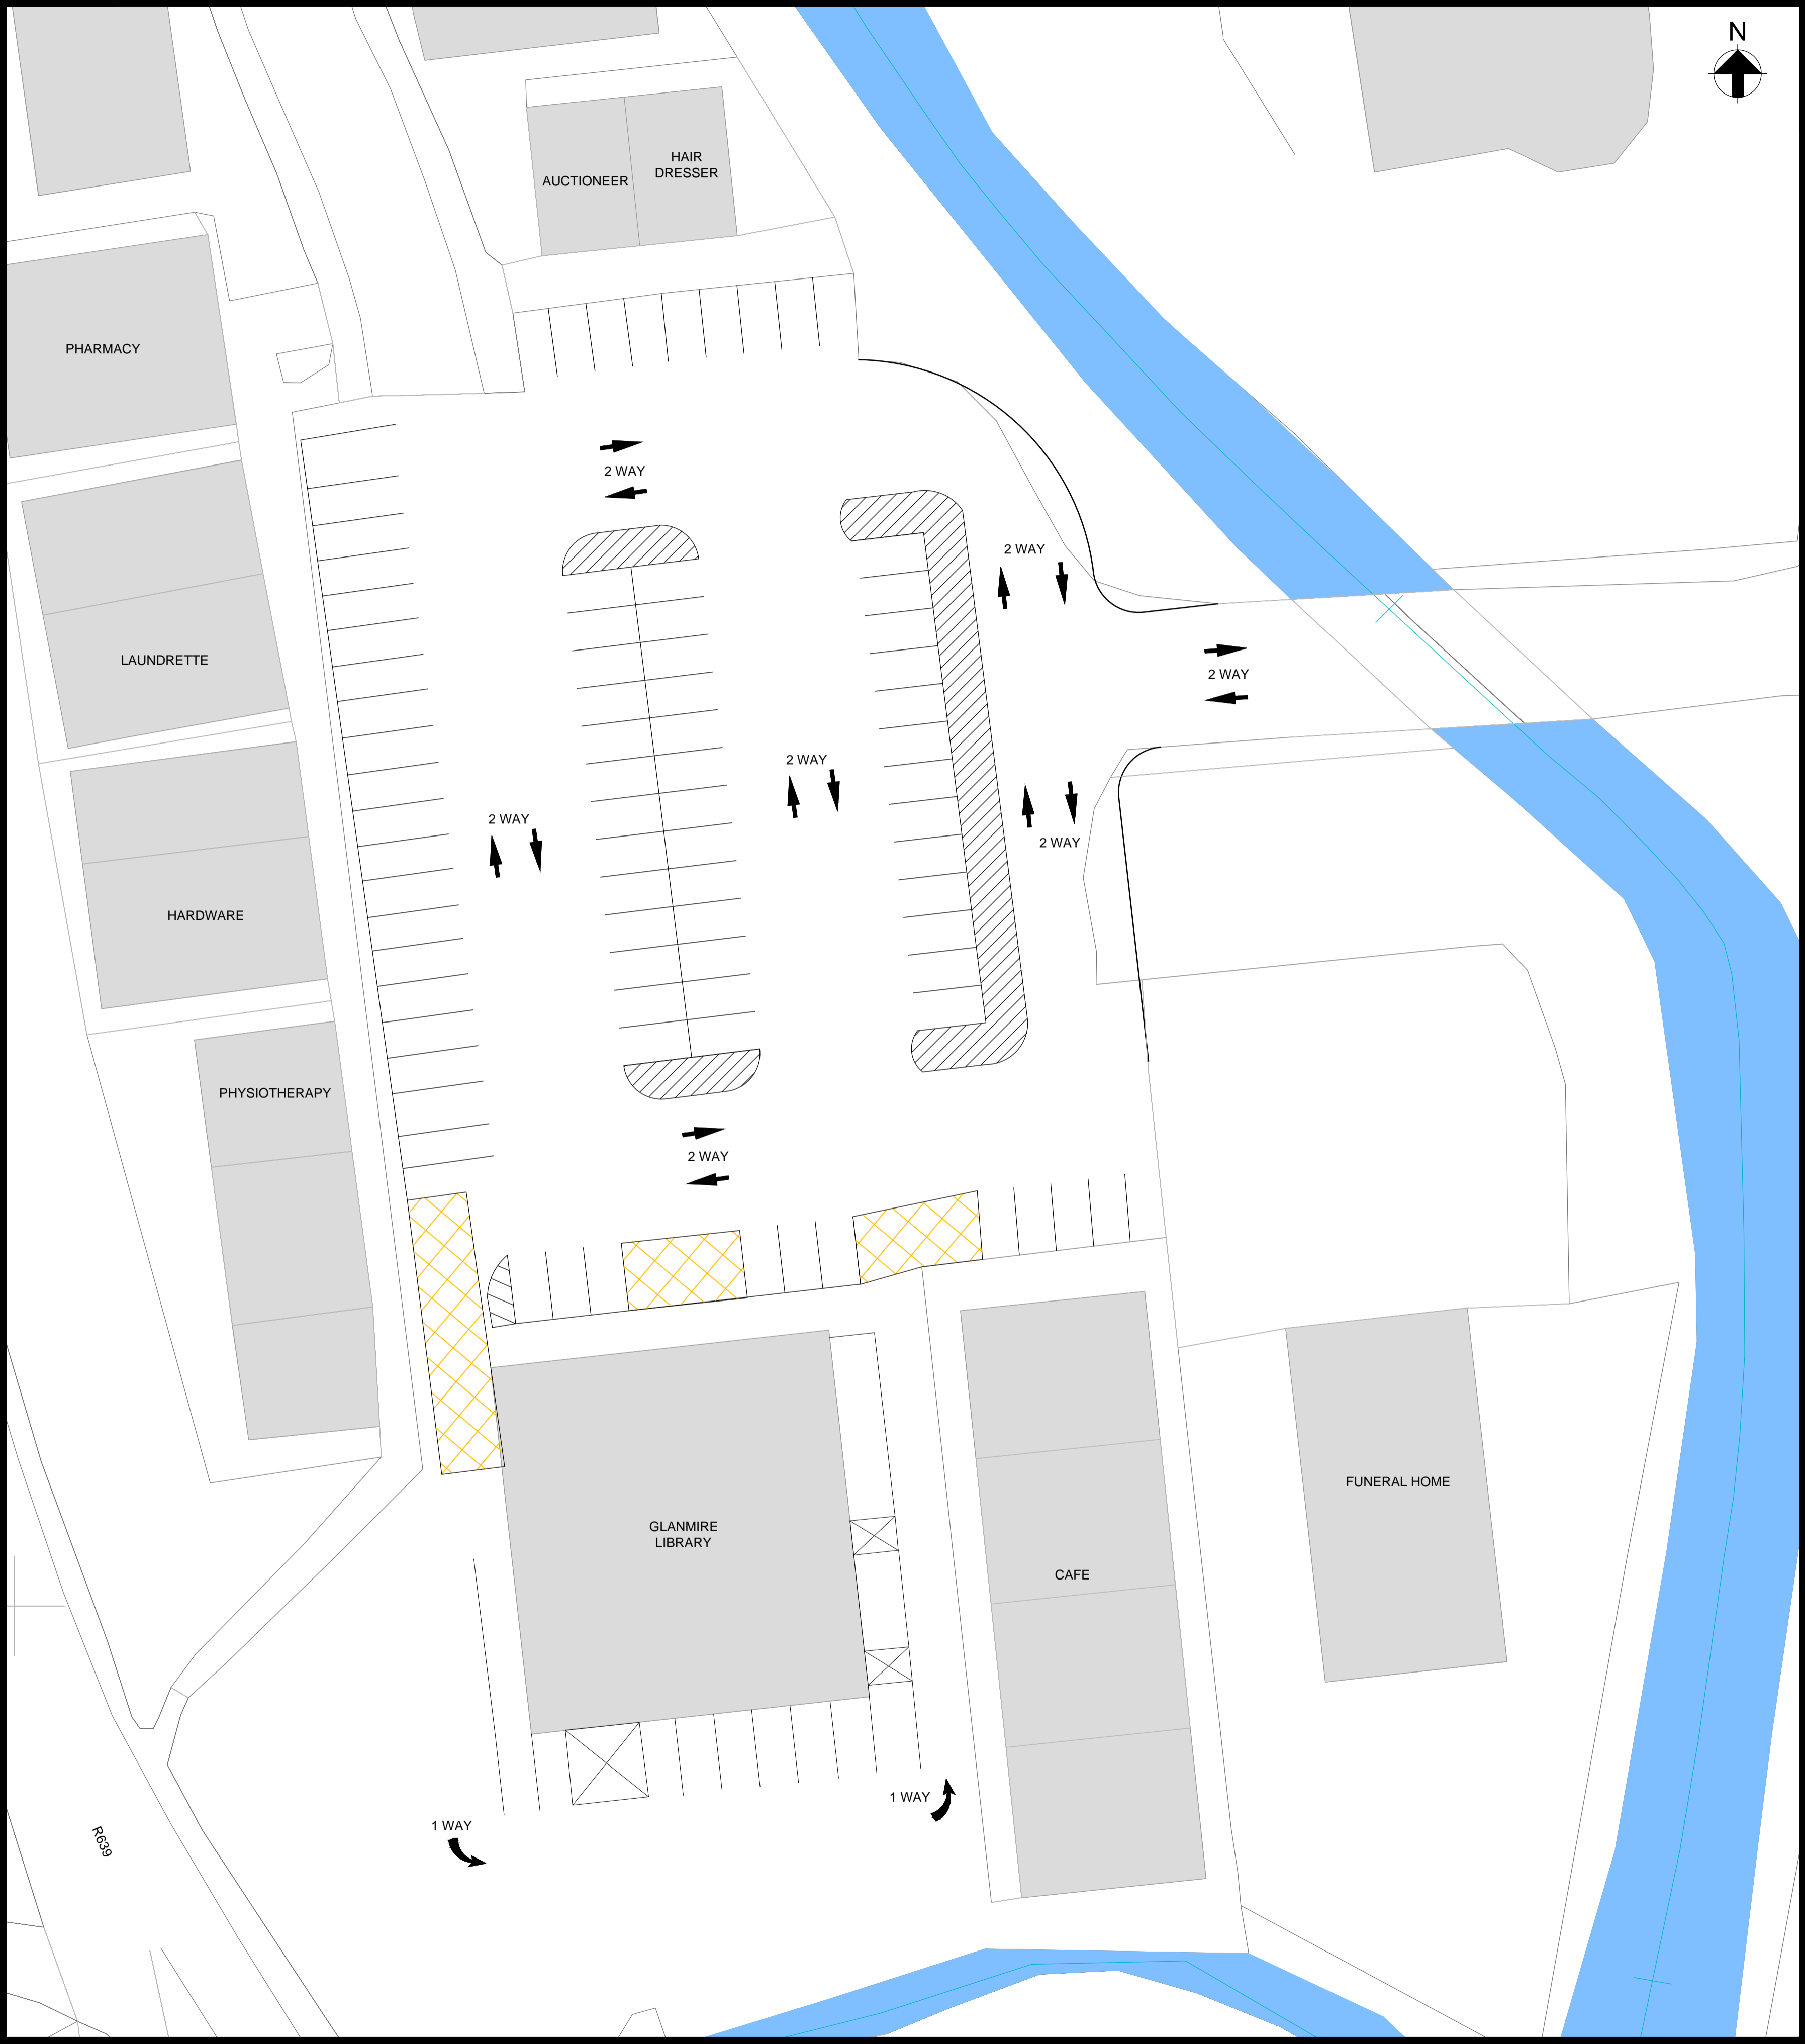 N
HAIR
DRESSER
AUCTIONEER
PHARMACY
2 WAY
2 WAY
LAUNDRETTE
2 WAY
2 WAY
2 WAY
2 WAY
HARDWARE
PHYSIOTHERAPY
2 WAY
FUNERAL HOME
GLANMIRE
LIBRARY
CAFE
1 WAY
1 WAY
R639